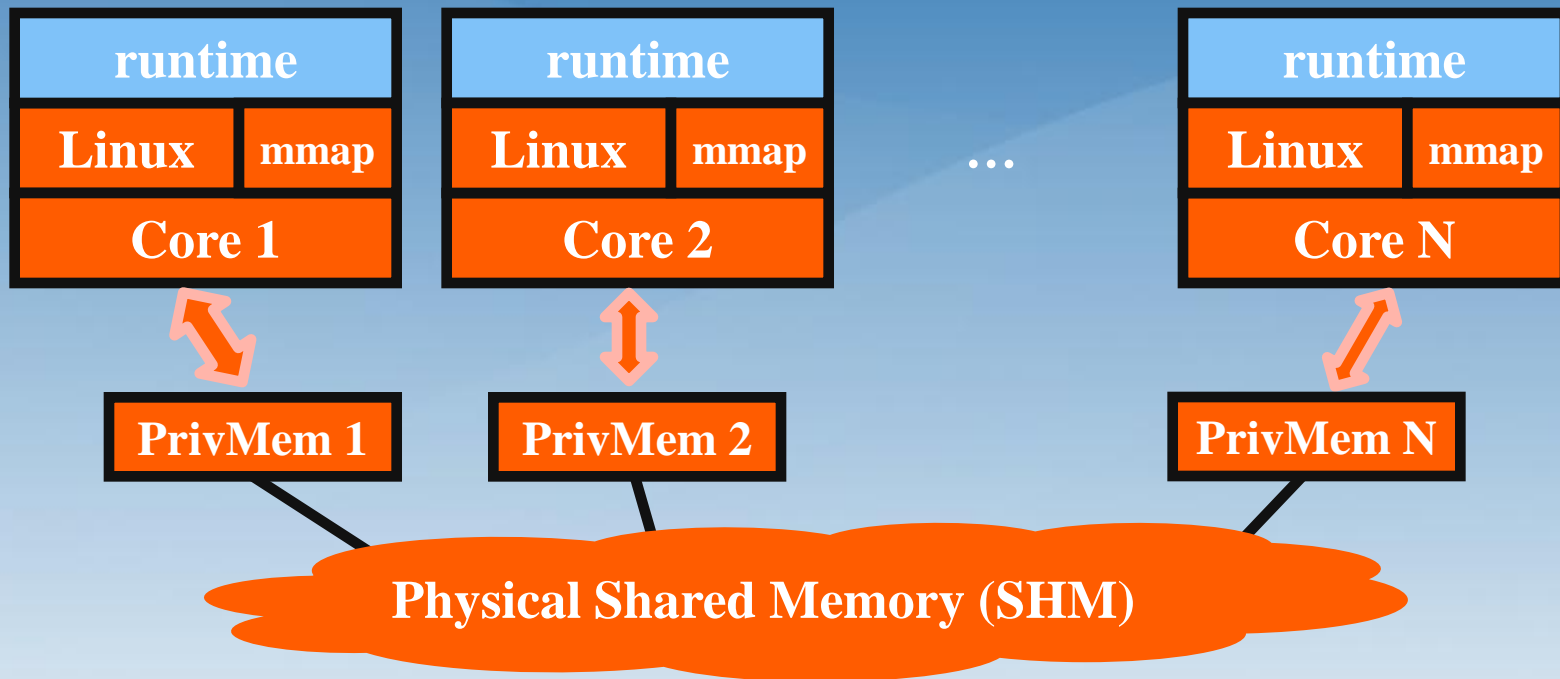 runtime runtime runtime
Linux mmap Linux mmap ... Linux mmap
Core 1 Core 2 Core N
PrivMem 1 PrivMem 2 PrivMem N
Physical Shared Memory (SHM)